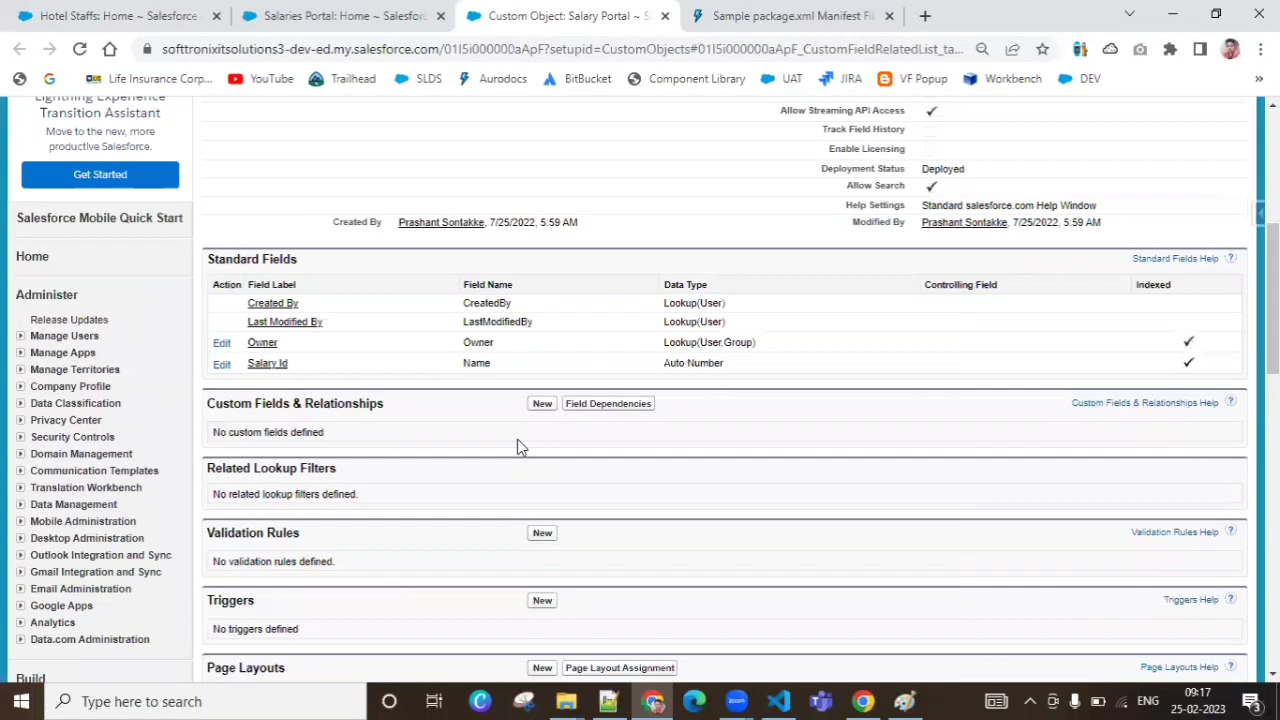 Hotel Staffs: Home ~ Salesforce
Salaries Portal: Home ~ Salesforc
Custom Object: Salary Portal ~ S
Sample package.xml Manifest Fil
softtronixitsolutions3-dev-ed.my.salesforce.com/01I5i000000aApF?setupid=CustomObjects#01I5i000000aApF_CustomFieldRelatedList_ta...
Life Insurance Corp...
YouTube
Trailhead
SLDS
Aurodocs
BitBucket
Component Library
UAT
JIRA
VF Popup
Workbench
DEV
»
Lightning Experience
Transition Assistant
Move to the new, more
productive Salesforce.
Get Started
Salesforce Mobile Quick Start
Home
Administer
Release Updates
Manage Users
Manage Apps
Manage Territories
Company Profile
Data Classification
Privacy Center
Security Controls
Domain Management
Communication Templates
Translation Workbench
Data Management
Mobile Administration
Desktop Administration
Outlook Integration and Sync
Gmail Integration and Sync
Email Administration
Google Apps
Analytics
Data.com Administration
Build
Allow Streaming API Access ✓
Track Field History
Enable Licensing
Deployment Status Deployed
Allow Search ✓
Help Settings Standard salesforce.com Help Window
Created By Prashant Sontakke, 7/25/2022, 5:59 AM Modified By Prashant Sontakke, 7/25/2022, 5:59 AM
Standard Fields Standard Fields Help ?
Action Field Label Field Name Data Type Controlling Field Indexed
Created By CreatedBy Lookup(User)
Last Modified By LastModifiedBy Lookup(User)
Edit Owner Owner Lookup(User,Group) ✓
Edit Salary Id Name Auto Number ✓
Custom Fields & Relationships New Field Dependencies Custom Fields & Relationships Help ?
No custom fields defined
Related Lookup Filters
No related lookup filters defined.
Validation Rules New Validation Rules Help ?
No validation rules defined.
Triggers New Triggers Help ?
No triggers defined
Page Layouts New Page Layout Assignment Page Layouts Help ?
Type here to search
ENG
09:17
25-02-2023
3